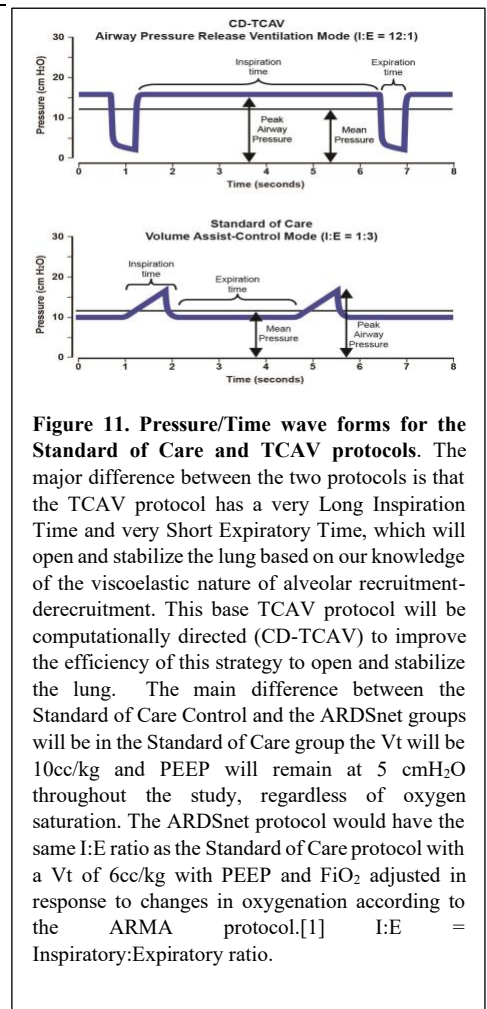 CD-TCAV
Airway Pressure Release Ventilation Mode (I:E = 12:1)
30
20
10
0
Pressure (cm H2O)
Inspiration
time
Expiration
time
Peak
Airway
Pressure
Mean
Pressure
0 1 2 3 4 5 6 7 8
Time (seconds)
Standard of Care
Volume Assist-Control Mode (I:E = 1:3)
30
20
10
0
Pressure (cm H2O)
Inspiration
time
Expiration
time
Mean
Pressure
Peak
Airway
Pressure
0 1 2 3 4 5 6 7 8
Time (seconds)
Figure 11. Pressure/Time wave forms for the
Standard of Care and TCAV protocols. The
major difference between the two protocols is that
the TCAV protocol has a very Long Inspiration
Time and very Short Expiratory Time, which will
open and stabilize the lung based on our knowledge
of the viscoelastic nature of alveolar recruitment-
derecruitment. This base TCAV protocol will be
computationally directed (CD-TCAV) to improve
the efficiency of this strategy to open and stabilize
the lung. The main difference between the
Standard of Care Control and the ARDSnet groups
will be in the Standard of Care group the Vt will be
10cc/kg and PEEP will remain at 5 cmH₂O
throughout the study, regardless of oxygen
saturation. The ARDSnet protocol would have the
same I:E ratio as the Standard of Care protocol with
a Vt of 6cc/kg with PEEP and FiO₂ adjusted in
response to changes in oxygenation according to
the ARMA protocol.[1] I:E =
Inspiratory:Expiratory ratio.